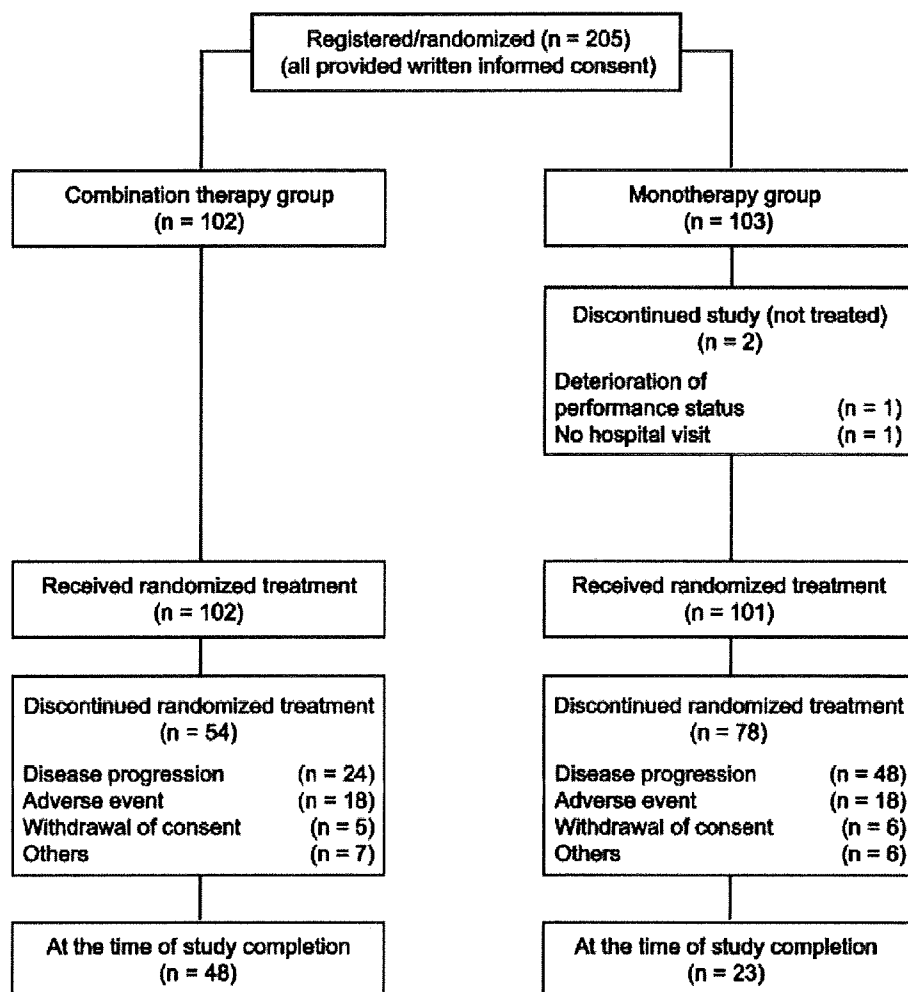 Registered/randomized (n = 205)
(all provided written informed consent)
Combination therapy group
(n = 102)
Monotherapy group
(n = 103)
Discontinued study (not treated)
(n = 2)
Deterioration of
performance status (n = 1)
No hospital visit (n = 1)
Received randomized treatment
(n = 102)
Received randomized treatment
(n = 101)
Discontinued randomized treatment
(n = 54)
Disease progression (n = 24)
Adverse event (n = 18)
Withdrawal of consent (n = 5)
Others (n = 7)
Discontinued randomized treatment
(n = 78)
Disease progression (n = 48)
Adverse event (n = 18)
Withdrawal of consent (n = 6)
Others (n = 6)
At the time of study completion
(n = 48)
At the time of study completion
(n = 23)